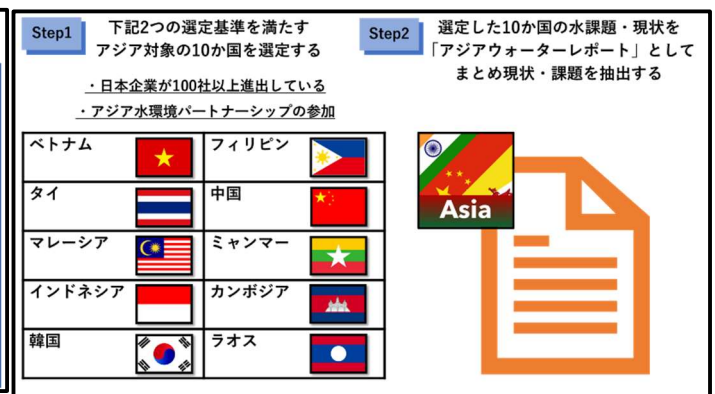 Step1
下記2つの選定基準を満たす
アジア対象の10か国を選定する
・日本企業が100社以上進出している
・アジア水環境パートナーシップの参加
ベトナム
フィリピン
タイ
中国
マレーシア
ミャンマー
インドネシア
カンボジア
韓国
ラオス
Step2
選定した10か国の水課題・現状を
「アジアウォーターレポート」として
まとめ現状・課題を抽出する
Asia